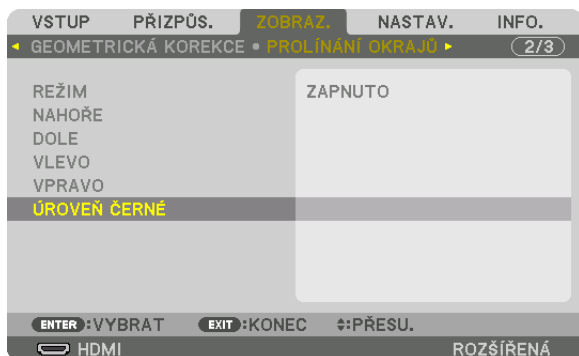 VSTUP PŘIZPŮS. ZOBRAZ. NASTAV. INFO.
GEOMETRICKÁ KOREKCE • PROLÍNÁNÍ OKRAJŮ 2/3
REŽIM ZAPNUTO
NAHOŘE
DOLE
VLEVO
VPRAVO
ÚROVEŇ ČERNÉ
ENTER :VYBRAT EXIT :KONEC :PŘESU.
HDMI ROZŠÍŘENÁ